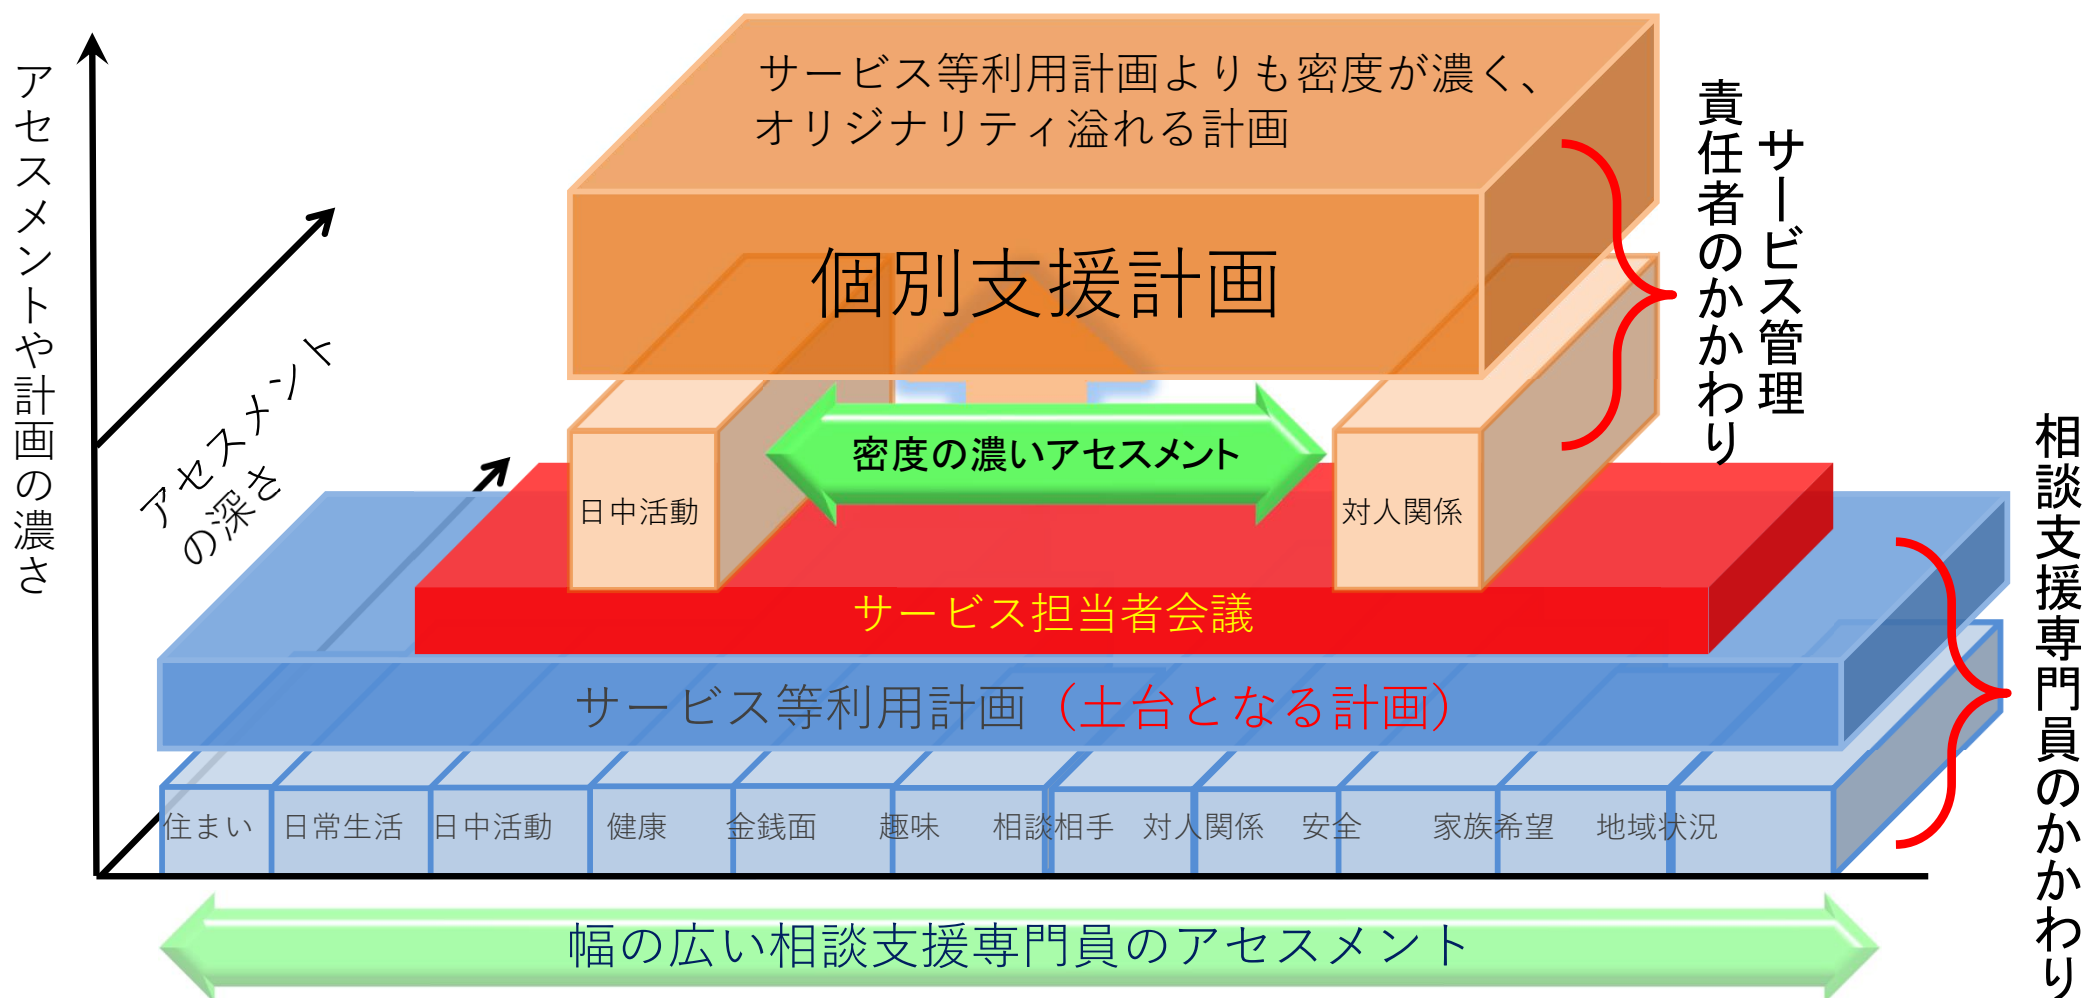 アセスメントや計画の濃さ
アセスメント
の深さ
サービス等利用計画よりも密度が濃く、
オリジナリティ溢れる計画
個別支援計画
サービス管理
責任者のかかわり
密度の濃いアセスメント
日中活動
対人関係
サービス担当者会議
サービス等利用計画（土台となる計画）
相談支援専門員のかかわり
住まい
日常生活
日中活動
健康
金銭面
趣味
相談相手
対人関係
安全
家族希望
地域状況
幅の広い相談支援専門員のアセスメント